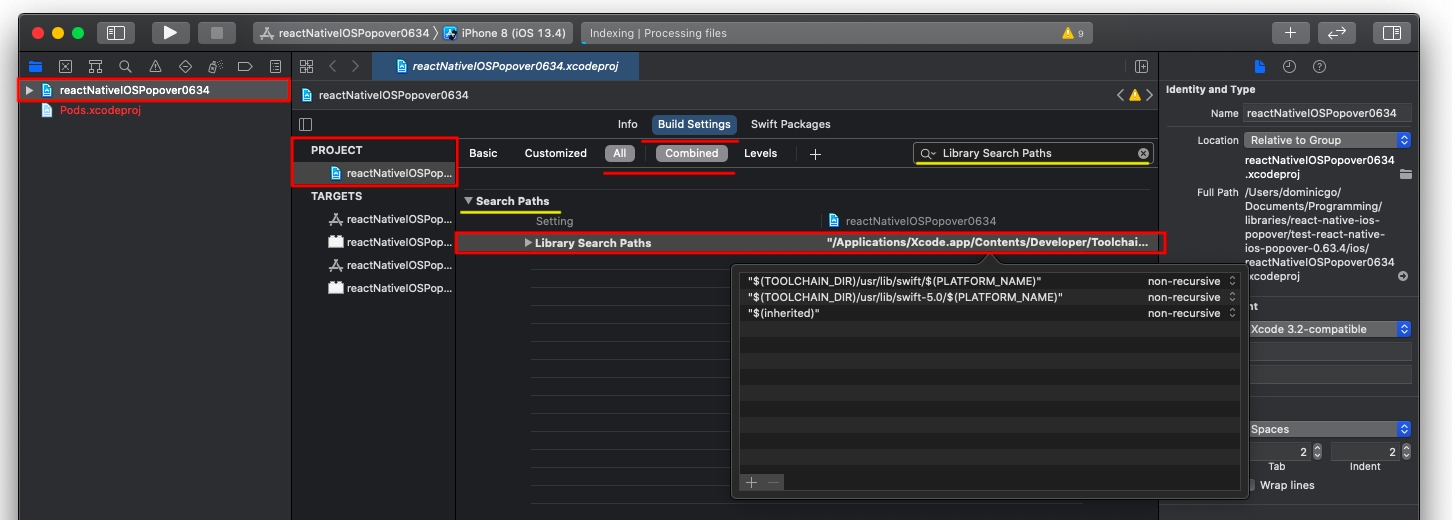 reactNativeIOSPopover0634 〉 iPhone 8 (iOS 13.4)
Indexing | Processing files
9
reactNativeIOSPopover0634
Pods.xcodeproj
reactNativeIOSPopover0634.xcodeproj
reactNativeIOSPopover0634
Info
Build Settings
Swift Packages
PROJECT
reactNativeIOSPop...
TARGETS
reactNativeIOSPop...
reactNativeIOSPop...
reactNativeIOSPop...
reactNativeIOSPop...
Basic
Customized
All
Combined
Levels
Library Search Paths
Search Paths
Setting
reactNativeIOSPopover0634
Library Search Paths
"/Applications/Xcode.app/Contents/Developer/Toolchai...
"$(TOOLCHAIN_DIR)/usr/lib/swift/$(PLATFORM_NAME)" non-recursive
"$(TOOLCHAIN_DIR)/usr/lib/swift-5.0/$(PLATFORM_NAME)" non-recursive
"$(inherited)" non-recursive
Identity and Type
Name reactNativeIOSPopover0634
Location Relative to Group
reactNativeIOSPopover0634
.xcodeproj
Full Path /Users/dominicgo/
Documents/Programming/
libraries/react-native-ios-
popover/test-react-native-
ios-popover-0.63.4/ios/
reactNativeIOSPopover0634
xcodeproj
nt
Xcode 3.2-compatible
Spaces
2
2
Tab
Indent
Wrap lines